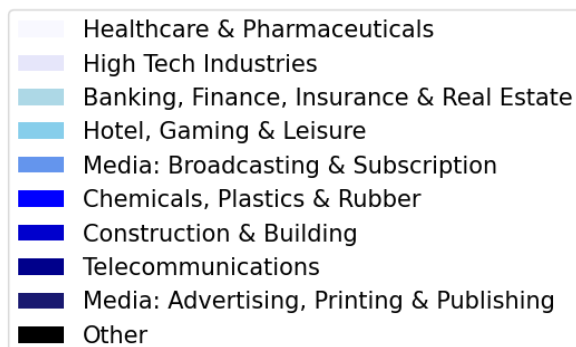 Healthcare & Pharmaceuticals
High Tech Industries
Banking, Finance, Insurance & Real Estate
Hotel, Gaming & Leisure
Media: Broadcasting & Subscription
Chemicals, Plastics & Rubber
Construction & Building
Telecommunications
Media: Advertising, Printing & Publishing
Other